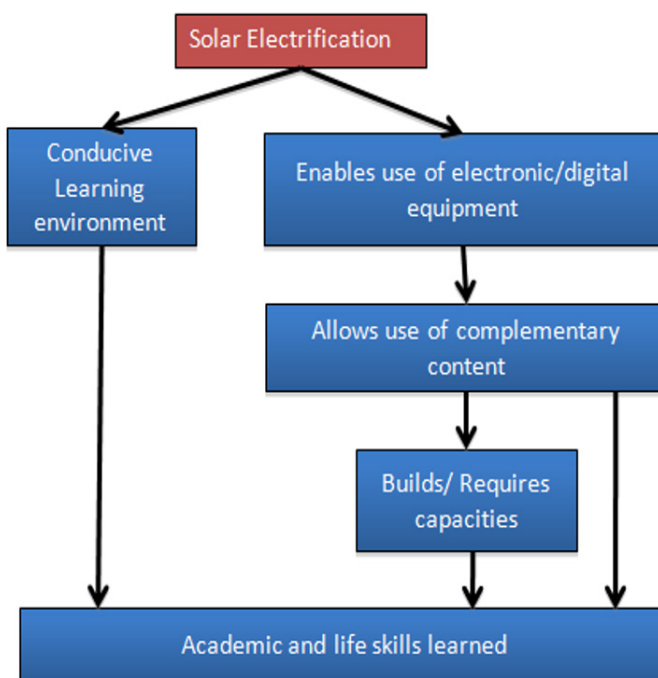 Solar Electrification
Conducive
Learning
environment
Enables use of electronic/digital
equipment
Allows use of complementary
content
Builds/ Requires
capacities
Academic and life skills learned